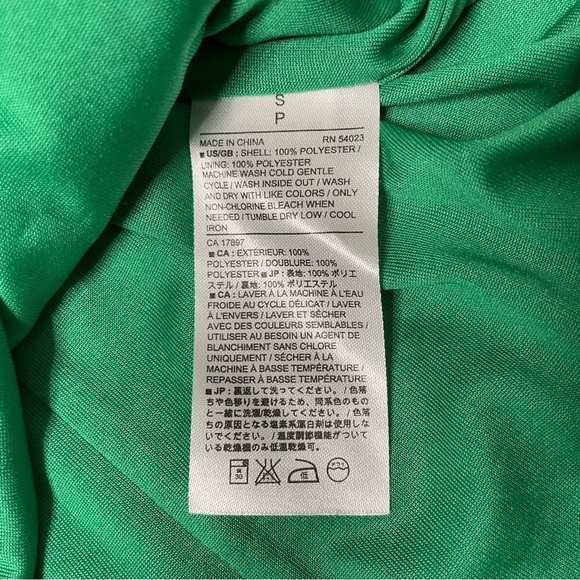 S
P
MADE IN CHINA RN 54023
■ US/GB : SHELL: 100% POLYESTER /
LINING: 100% POLYESTER
MACHINE WASH COLD GENTLE
CYCLE / WASH INSIDE OUT / WASH
AND DRY WITH LIKE COLORS / ONLY
NON-CHLORINE BLEACH WHEN
NEEDED / TUMBLE DRY LOW / COOL
IRON
CA 17897
■ CA : EXTÉRIEUR: 100%
POLYESTER / DOUBLURE: 100%
POLYESTER ■ JP : 表地: 100% ポリエ
ステル / 裏地: 100% ポリエステル
■ CA : LAVER À LA MACHINE À L'EAU
FROIDE AU CYCLE DÉLICAT / LAVER
À L'ENVERS / LAVER ET SÉCHER
AVEC DES COULEURS SEMBLABLES /
UTILISER AU BESOIN UN AGENT DE
BLANCHIMENT SANS CHLORE
UNIQUEMENT / SÉCHER À LA
MACHINE À BASSE TEMPÉRATURE /
REPASSER À BASSE TEMPÉRATURE
■ JP : 裏返して洗ってください。/ 色落
ちや色移りを避けるため、同系色のもの
と一緒に洗濯/乾燥してください。/ 色落
ちの原因となる塩素系漂白剤は使用しな
いでください。/ 温度調節機能がついて
いる乾燥機のみ低温乾燥可。
30 低